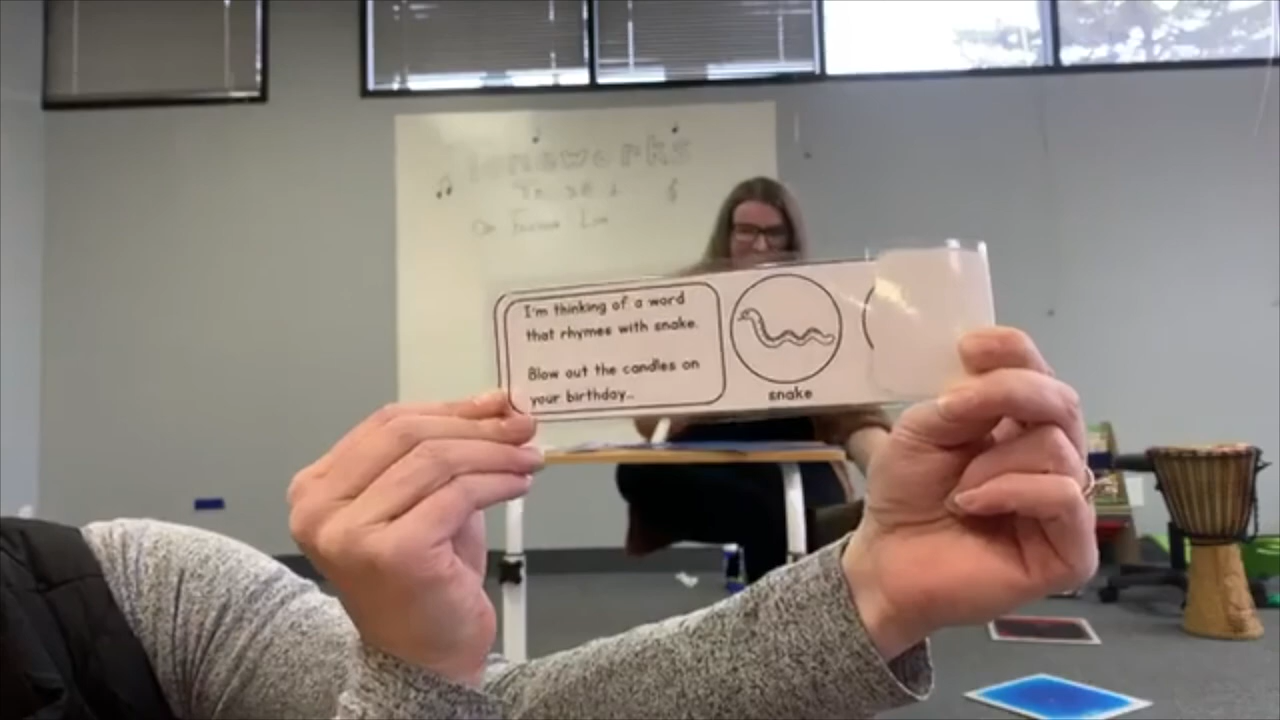 I'm thinking of a word
that rhymes with snake.
Blow out the candles on
your birthday...
snake